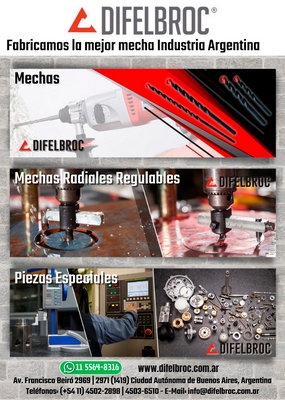 DIFELBROC®
Fabricamos la mejor mecha Industria Argentina
Mechas
DIFELBROC
Mechas Radiales Regulables
DIFELBROC
Piezas Especiales
DIFELBROC
11 5564-8316
www.difelbroc.com.ar
Av. Francisco Beiró 2969 | 2971 (1419) Ciudad Autónoma de Buenos Aires, Argentina
Teléfonos: (+54 11) 4502-2898 | 4503-6510 - E-Mail: info@difelbroc.com.ar